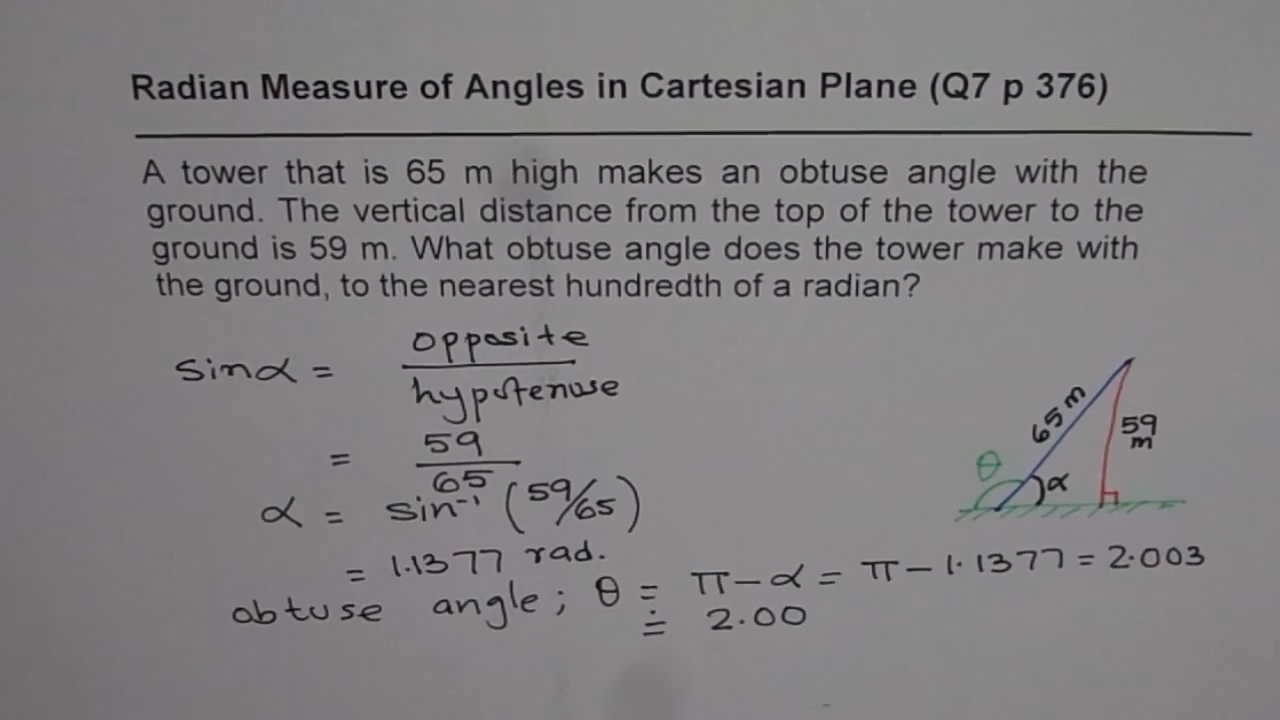 Radian Measure of Angles in Cartesian Plane (Q7 p 376)
A tower that is 65 m high makes an obtuse angle with the
ground. The vertical distance from the top of the tower to the
ground is 59 m. What obtuse angle does the tower make with
the ground, to the nearest hundredth of a radian?
sinα = opposite
hypotenuse
= 59
65
α = sin⁻¹ (59/65)
= 1.1377 rad.
obtuse angle; θ = π-α = π-1.1377 = 2.003
≐ 2.00
65 m
59
m
θ
α